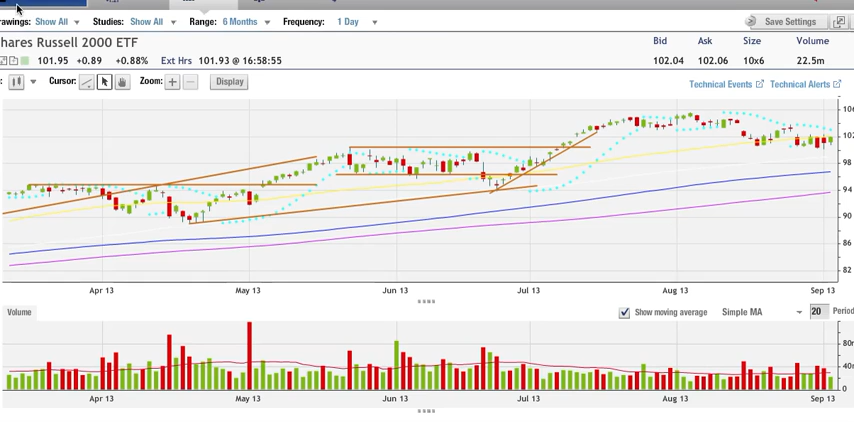 rawings: Show All Studies: Show All Range: 6 Months Frequency: 1 Day Save Settings
hares Russell 2000 ETF
Bid Ask Size Volume
101.95 +0.89 +0.88% Ext Hrs 101.93 @ 16:58:55 102.04 102.06 10x6 22.5m
: Cursor: Zoom: + − Display Technical Events Technical Alerts
106
102
98
94
90
86
82
Apr 13 May 13 Jun 13 Jul 13 Aug 13 Sep 13
Volume Show moving average Simple MA 20 Period
80m
40m
0
Apr 13 May 13 Jun 13 Jul 13 Aug 13 Sep 13